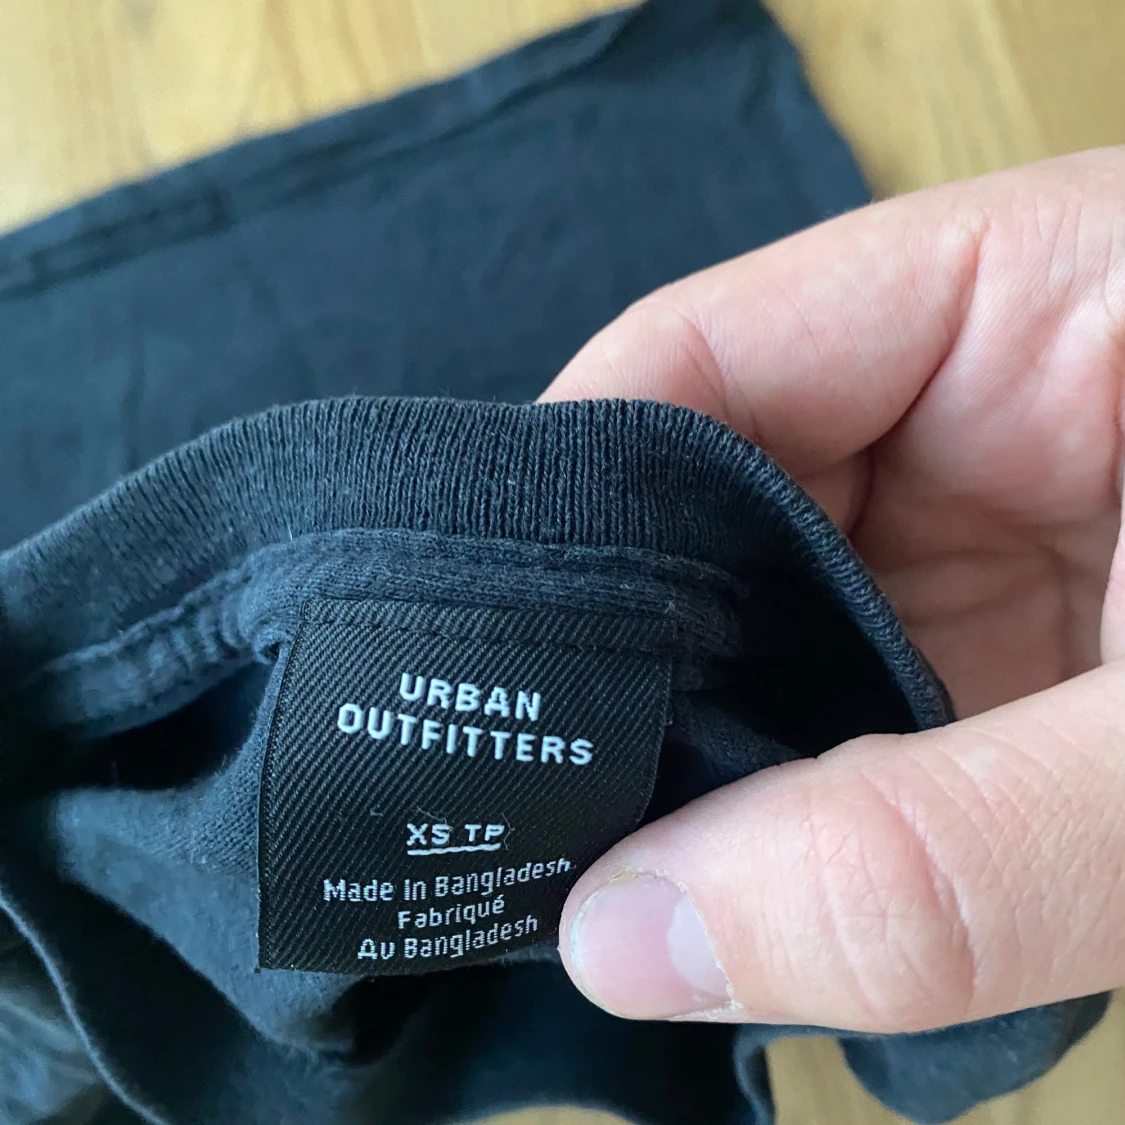 URBAN
OUTFITTERS
XS TP
Made In Bangladesh
Fabriqué
Au Bangladesh